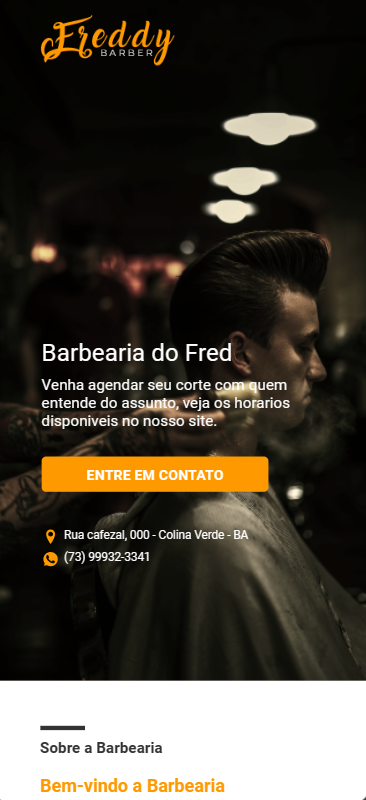 Freddy
BARBER
Barbearia do Fred
Venha agendar seu corte com quem
entende do assunto, veja os horarios
disponiveis no nosso site.
ENTRE EM CONTATO
Rua cafezal, 000 - Colina Verde - BA
(73) 99932-3341
Sobre a Barbearia
Bem-vindo a Barbearia